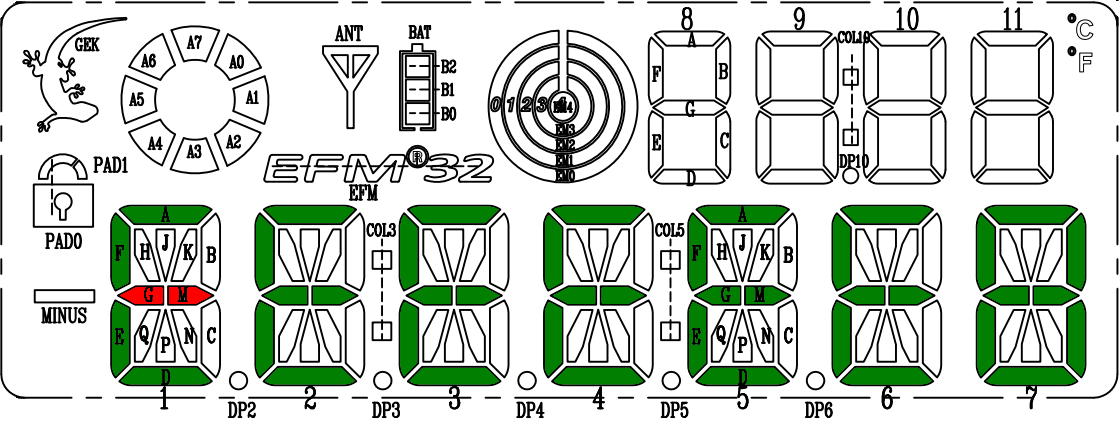 8 9 10 11
GEK A7 ANT BAT A COL10 °C
A6 A0 B2 F B °F
A5 A1 B1 0 1 2 3 4 EM4 G
B0 EM3
A4 A2 EM2 E C
A3 EM1 DP10
PAD1 EFM®32 EM0 D
EFM
A A
PAD0 F H J K B COL3 COL5 F H J K B
G M G M
MINUS E Q P N C E Q P N C
D D
1 2 3 4 5 6 7
DP2 DP3 DP4 DP5 DP6